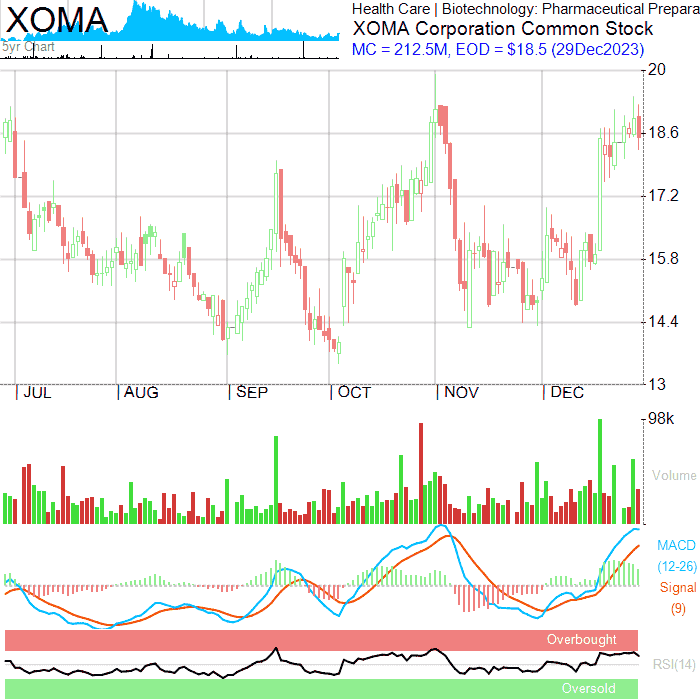 XOMA
5yr Chart
Health Care | Biotechnology: Pharmaceutical Prepara
XOMA Corporation Common Stock
MC = 212.5M, EOD = $18.5 (29Dec2023)
20
18.6
17.2
15.8
14.4
13
JUL AUG SEP OCT NOV DEC
98k
Volume
MACD
(12-26)
Signal
(9)
Overbought
RSI(14)
Oversold